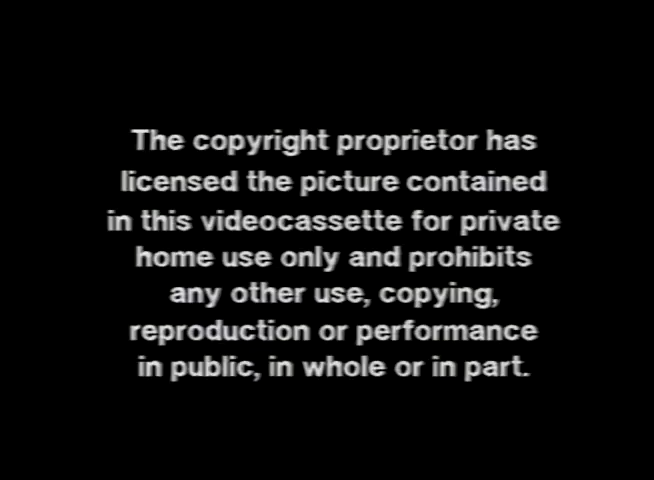 The copyright proprietor has
licensed the picture contained
in this videocassette for private
home use only and prohibits
any other use, copying,
reproduction or performance
in public, in whole or in part.